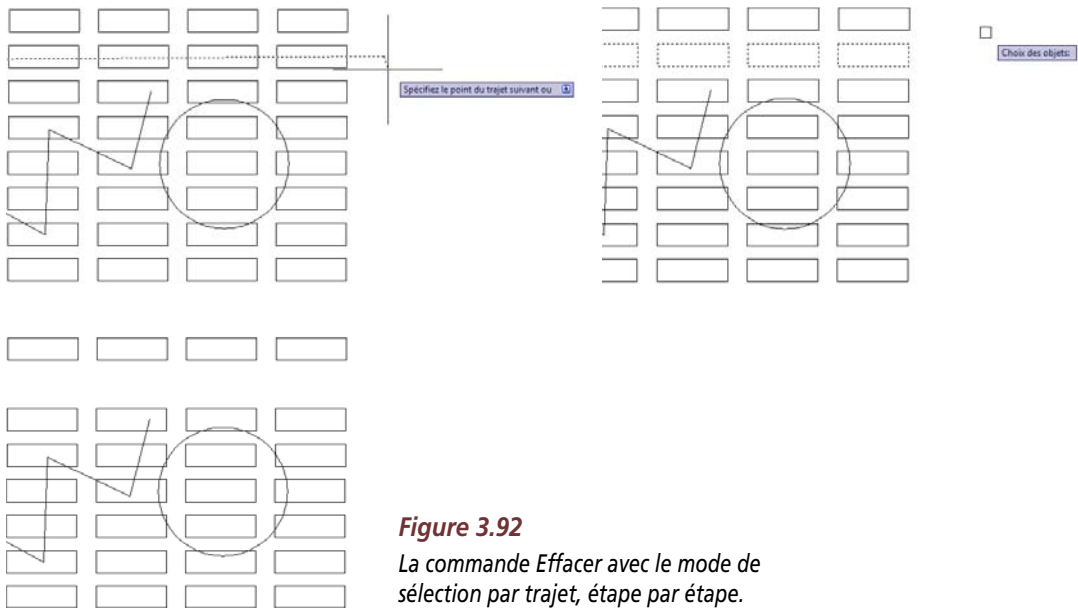 Spécifiez le point du trajet suivant ou
Choix des objets:
Figure 3.92
La commande Effacer avec le mode de
sélection par trajet, étape par étape.